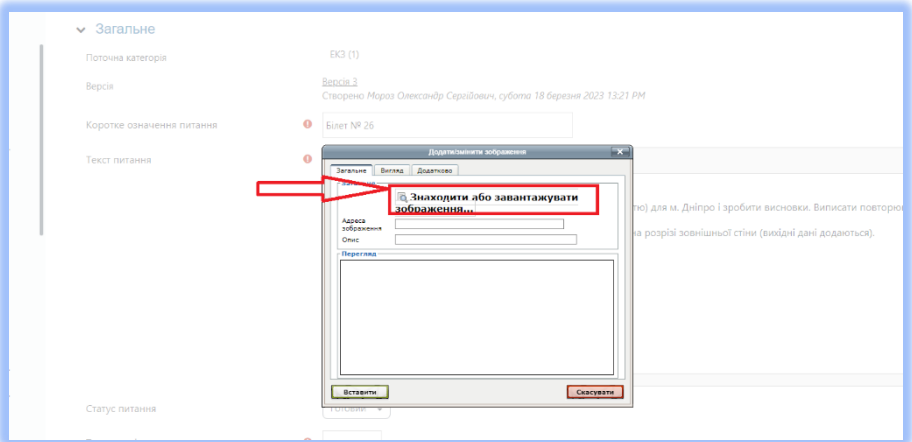 Загальне
Поточна категорія
ЕКЗ (1)
Версія
Версія 3
Створено Мороз Олександр Сергійович, субота 18 березня 2023 13:21 PM
Коротке означення питання
Білет № 26
Текст питання
Додати/змінити зображення
Загальне Вигляд Додатково
Знаходити або завантажувати
зображення...
Адреса
зображення
Опис
Перегляд
для м. Дніпро і зробити висновки. Виписати
на розрізі зовнішньої стіни (вихідні дані додаються).
Вставити
Скасувати
Статус питання
Готовий